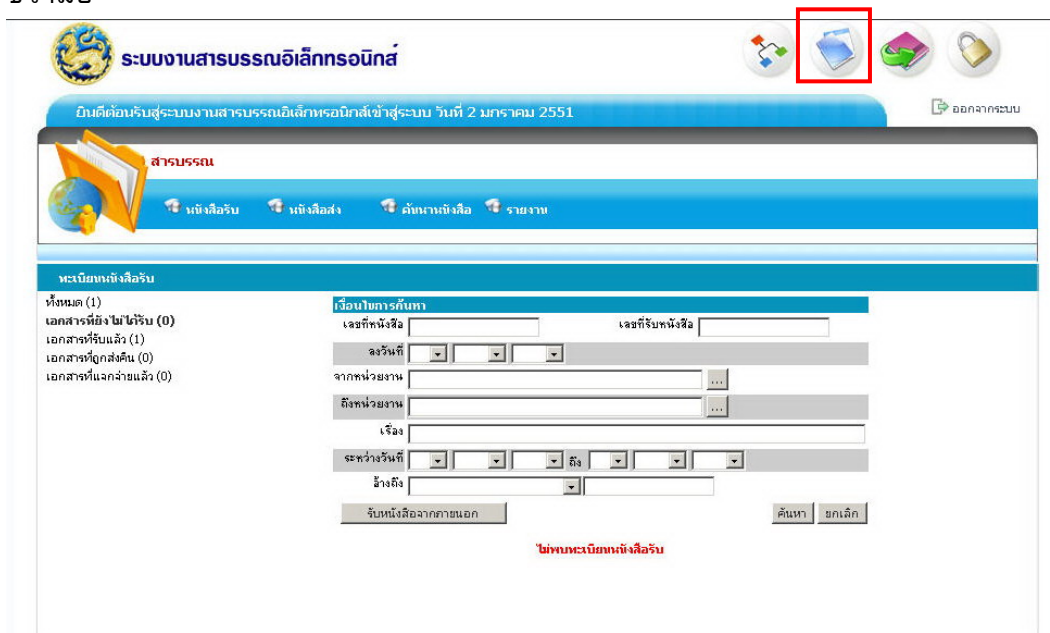 ระบบงานสารบรรณอิเล็กทรอนิกส์
ยินดีต้อนรับสู่ระบบงานสารบรรณอิเล็กทรอนิกส์เข้าสู่ระบบ วันที่ 2 มกราคม 2551
ออกจากระบบ
สารบรรณ
หนังสือรับ หนังสือส่ง ค้นหาหนังสือ รายงาน
ทะเบียนหนังสือรับ
ทั้งหมด (1)
เอกสารที่ยังไม่ได้รับ (0)
เอกสารที่รับแล้ว (1)
เอกสารที่ถูกส่งคืน (0)
เอกสารที่แจกจ่ายแล้ว (0)
เงื่อนไขการค้นหา
เลขที่หนังสือ เลขที่รับหนังสือ
ลงวันที่
จากหน่วยงาน ...
ถึงหน่วยงาน ...
เรื่อง
ระหว่างวันที่ ถึง
อ้างถึง
รับหนังสือจากภายนอก ค้นหา ยกเลิก
ไม่พบทะเบียนหนังสือรับ